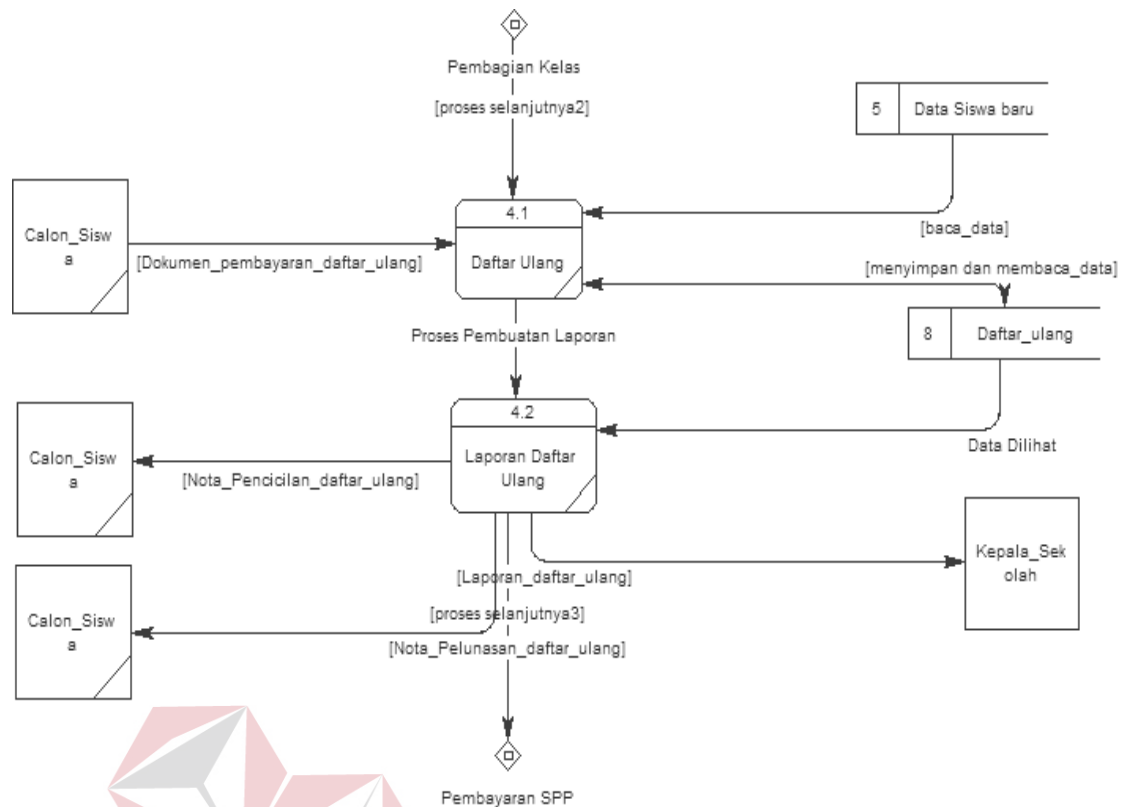 Pembagian Kelas
[proses selanjutnya2]
5
Data Siswa baru
4.1
Daftar Ulang
Calon_Sisw
a
[Dokumen_pembayaran_daftar_ulang]
[baca_data]
[menyimpan dan membaca_data]
8
Daftar_ulang
Proses Pembuatan Laporan
4.2
Laporan Daftar
Ulang
Data Dilihat
Calon_Sisw
a
[Nota_Pencicilan_daftar_ulang]
Kepala_Sek
olah
[Laporan_daftar_ulang]
[proses selanjutnya3]
Calon_Sisw
a
[Nota_Pelunasan_daftar_ulang]
Pembayaran SPP